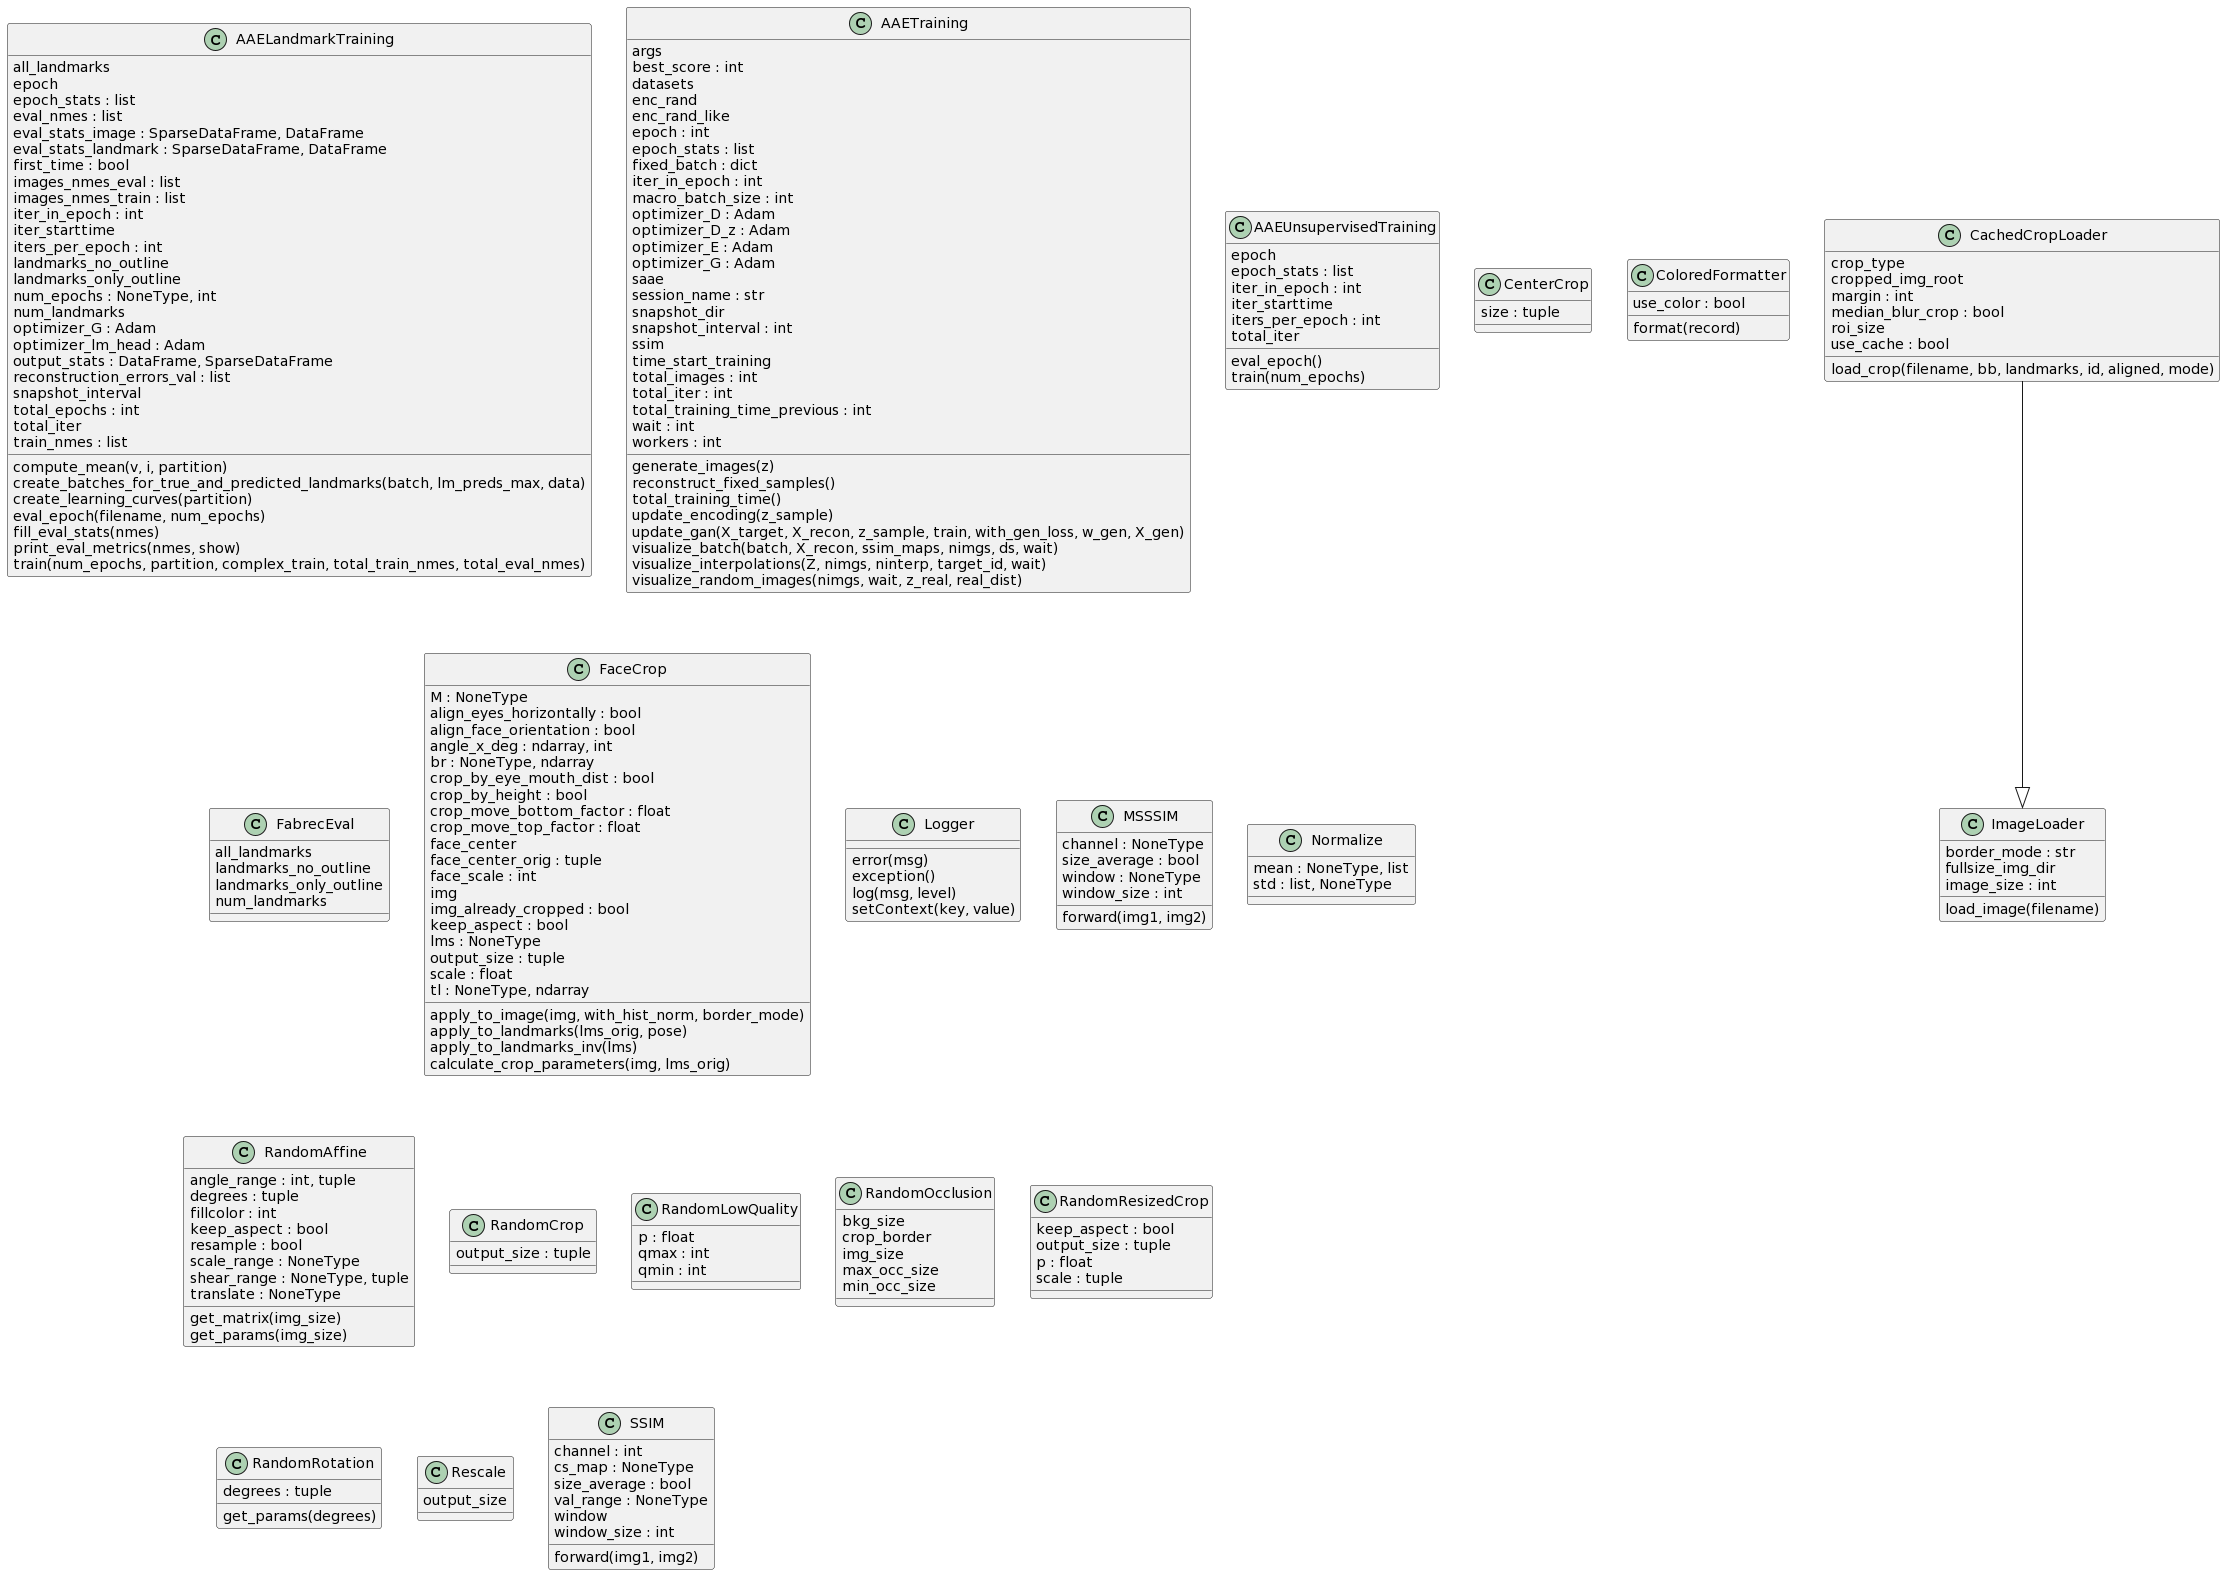 AAELandmarkTraining
all_landmarks
epoch
epoch_stats : list
eval_nmes : list
eval_stats_image : SparseDataFrame, DataFrame
eval_stats_landmark : SparseDataFrame, DataFrame
first_time : bool
images_nmes_eval : list
images_nmes_train : list
iter_in_epoch : int
iter_starttime
iters_per_epoch : int
landmarks_no_outline
landmarks_only_outline
num_epochs : NoneType, int
num_landmarks
optimizer_G : Adam
optimizer_lm_head : Adam
output_stats : DataFrame, SparseDataFrame
reconstruction_errors_val : list
snapshot_interval
total_epochs : int
total_iter
train_nmes : list
compute_mean(v, i, partition)
create_batches_for_true_and_predicted_landmarks(batch, lm_preds_max, data)
create_learning_curves(partition)
eval_epoch(filename, num_epochs)
fill_eval_stats(nmes)
print_eval_metrics(nmes, show)
train(num_epochs, partition, complex_train, total_train_nmes, total_eval_nmes)
AAETraining
args
best_score : int
datasets
enc_rand
enc_rand_like
epoch : int
epoch_stats : list
fixed_batch : dict
iter_in_epoch : int
macro_batch_size : int
optimizer_D : Adam
optimizer_D_z : Adam
optimizer_E : Adam
optimizer_G : Adam
saae
session_name : str
snapshot_dir
snapshot_interval : int
ssim
time_start_training
total_images : int
total_iter : int
total_training_time_previous : int
wait : int
workers : int
generate_images(z)
reconstruct_fixed_samples()
total_training_time()
update_encoding(z_sample)
update_gan(X_target, X_recon, z_sample, train, with_gen_loss, w_gen, X_gen)
visualize_batch(batch, X_recon, ssim_maps, nimgs, ds, wait)
visualize_interpolations(Z, nimgs, ninterp, target_id, wait)
visualize_random_images(nimgs, wait, z_real, real_dist)
AAEUnsupervisedTraining
epoch
epoch_stats : list
iter_in_epoch : int
iter_starttime
iters_per_epoch : int
total_iter
eval_epoch()
train(num_epochs)
CenterCrop
size : tuple
ColoredFormatter
use_color : bool
format(record)
CachedCropLoader
crop_type
cropped_img_root
margin : int
median_blur_crop : bool
roi_size
use_cache : bool
load_crop(filename, bb, landmarks, id, aligned, mode)
FabrecEval
all_landmarks
landmarks_no_outline
landmarks_only_outline
num_landmarks
FaceCrop
M : NoneType
align_eyes_horizontally : bool
align_face_orientation : bool
angle_x_deg : ndarray, int
br : NoneType, ndarray
crop_by_eye_mouth_dist : bool
crop_by_height : bool
crop_move_bottom_factor : float
crop_move_top_factor : float
face_center
face_center_orig : tuple
face_scale : int
img
img_already_cropped : bool
keep_aspect : bool
lms : NoneType
output_size : tuple
scale : float
tl : NoneType, ndarray
apply_to_image(img, with_hist_norm, border_mode)
apply_to_landmarks(lms_orig, pose)
apply_to_landmarks_inv(lms)
calculate_crop_parameters(img, lms_orig)
Logger
error(msg)
exception()
log(msg, level)
setContext(key, value)
MSSSIM
channel : NoneType
size_average : bool
window : NoneType
window_size : int
forward(img1, img2)
Normalize
mean : NoneType, list
std : list, NoneType
ImageLoader
border_mode : str
fullsize_img_dir
image_size : int
load_image(filename)
RandomAffine
angle_range : int, tuple
degrees : tuple
fillcolor : int
keep_aspect : bool
resample : bool
scale_range : NoneType
shear_range : NoneType, tuple
translate : NoneType
get_matrix(img_size)
get_params(img_size)
RandomCrop
output_size : tuple
RandomLowQuality
p : float
qmax : int
qmin : int
RandomOcclusion
bkg_size
crop_border
img_size
max_occ_size
min_occ_size
RandomResizedCrop
keep_aspect : bool
output_size : tuple
p : float
scale : tuple
RandomRotation
degrees : tuple
get_params(degrees)
Rescale
output_size
SSIM
channel : int
cs_map : NoneType
size_average : bool
val_range : NoneType
window
window_size : int
forward(img1, img2)